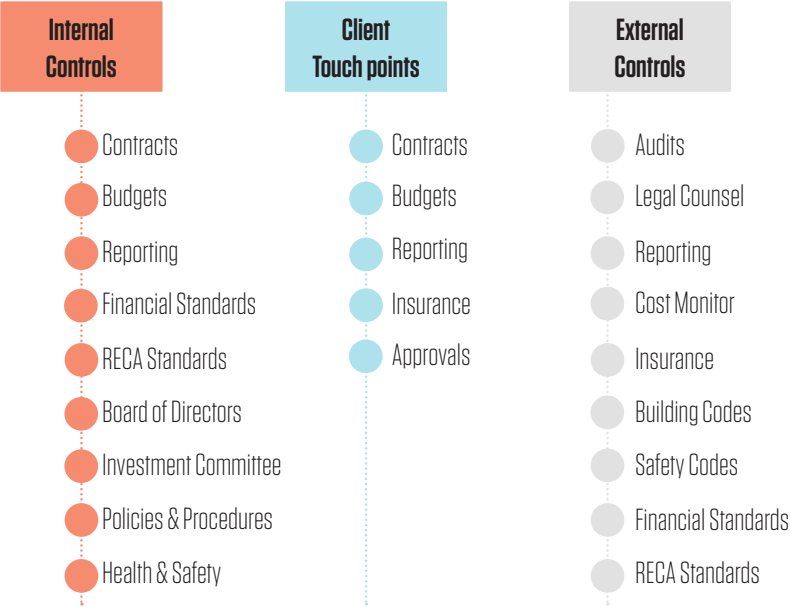 Internal
Controls
Contracts
Budgets
Reporting
Financial Standards
RECA Standards
Board of Directors
Investment Committee
Policies & Procedures
Health & Safety
Client
Touch points
Contracts
Budgets
Reporting
Insurance
Approvals
External
Controls
Audits
Legal Counsel
Reporting
Cost Monitor
Insurance
Building Codes
Safety Codes
Financial Standards
RECA Standards